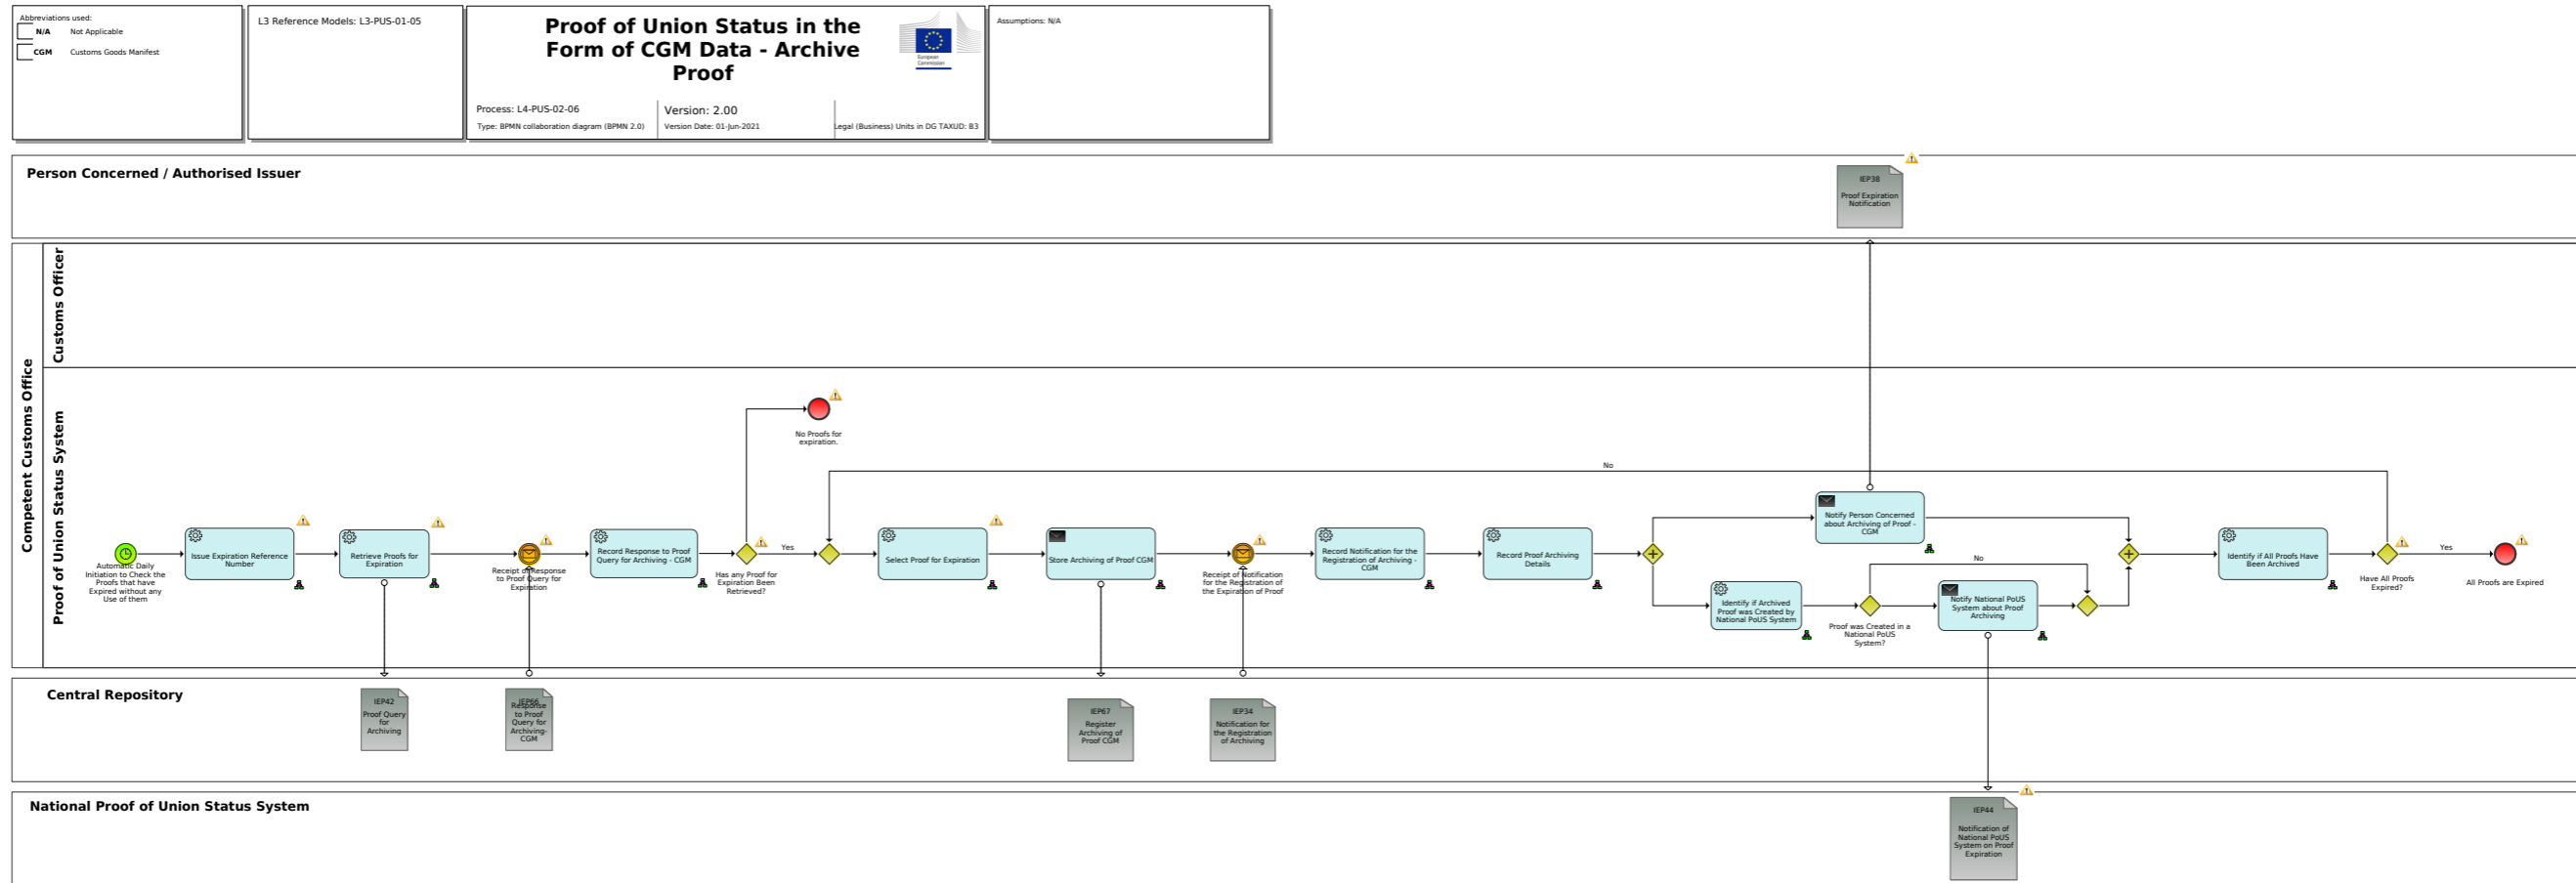 Abbreviations used:
N/A Not Applicable
CGM Customs Goods Manifest
L3 Reference Models: L3-PUS-01-05
Proof of Union Status in the
Form of CGM Data - Archive
Proof
European
Commission
Process: L4-PUS-02-06
Version: 2.00
Type: BPMN collaboration diagram (BPMN 2.0)
Version Date: 01-Jun-2021
Legal (Business) Units in DG TAXUD: B3
Assumptions: N/A
Person Concerned / Authorised Issuer
IEP38
Proof Expiration
Notification
Competent Customs Office
Customs Officer
Proof of Union Status System
Automatic Daily
Initiation to Check the
Proofs that have
Expired without any
Use of them
Issue Expiration Reference
Number
Retrieve Proofs for
Expiration
Receipt of Response
to Proof Query for
Expiration
Record Response to Proof
Query for Archiving - CGM
Has any Proof for
Expiration Been
Retrieved?
Yes
No Proofs for
expiration.
Select Proof for Expiration
Store Archiving of Proof CGM
Receipt of Notification
for the Registration of
the Expiration of Proof
Record Notification for the
Registration of Archiving -
CGM
Record Proof Archiving
Details
No
Notify Person Concerned
about Archiving of Proof -
CGM
Identify if Archived
Proof was Created by
National PoUS System
Proof was Created in a
National PoUS
System?
No
Notify National PoUS
System about Proof
Archiving
Identify if All Proofs Have
Been Archived
Have All Proofs
Expired?
Yes
All Proofs are Expired
Central Repository
IEP42
Proof Query
for
Archiving
IEP66
Response
to Proof
Query for
Archiving-
CGM
IEP67
Register
Archiving of
Proof CGM
IEP34
Notification for
the Registration
of Archiving
National Proof of Union Status System
IEP44
Notification of
National PoUS
System on Proof
Expiration